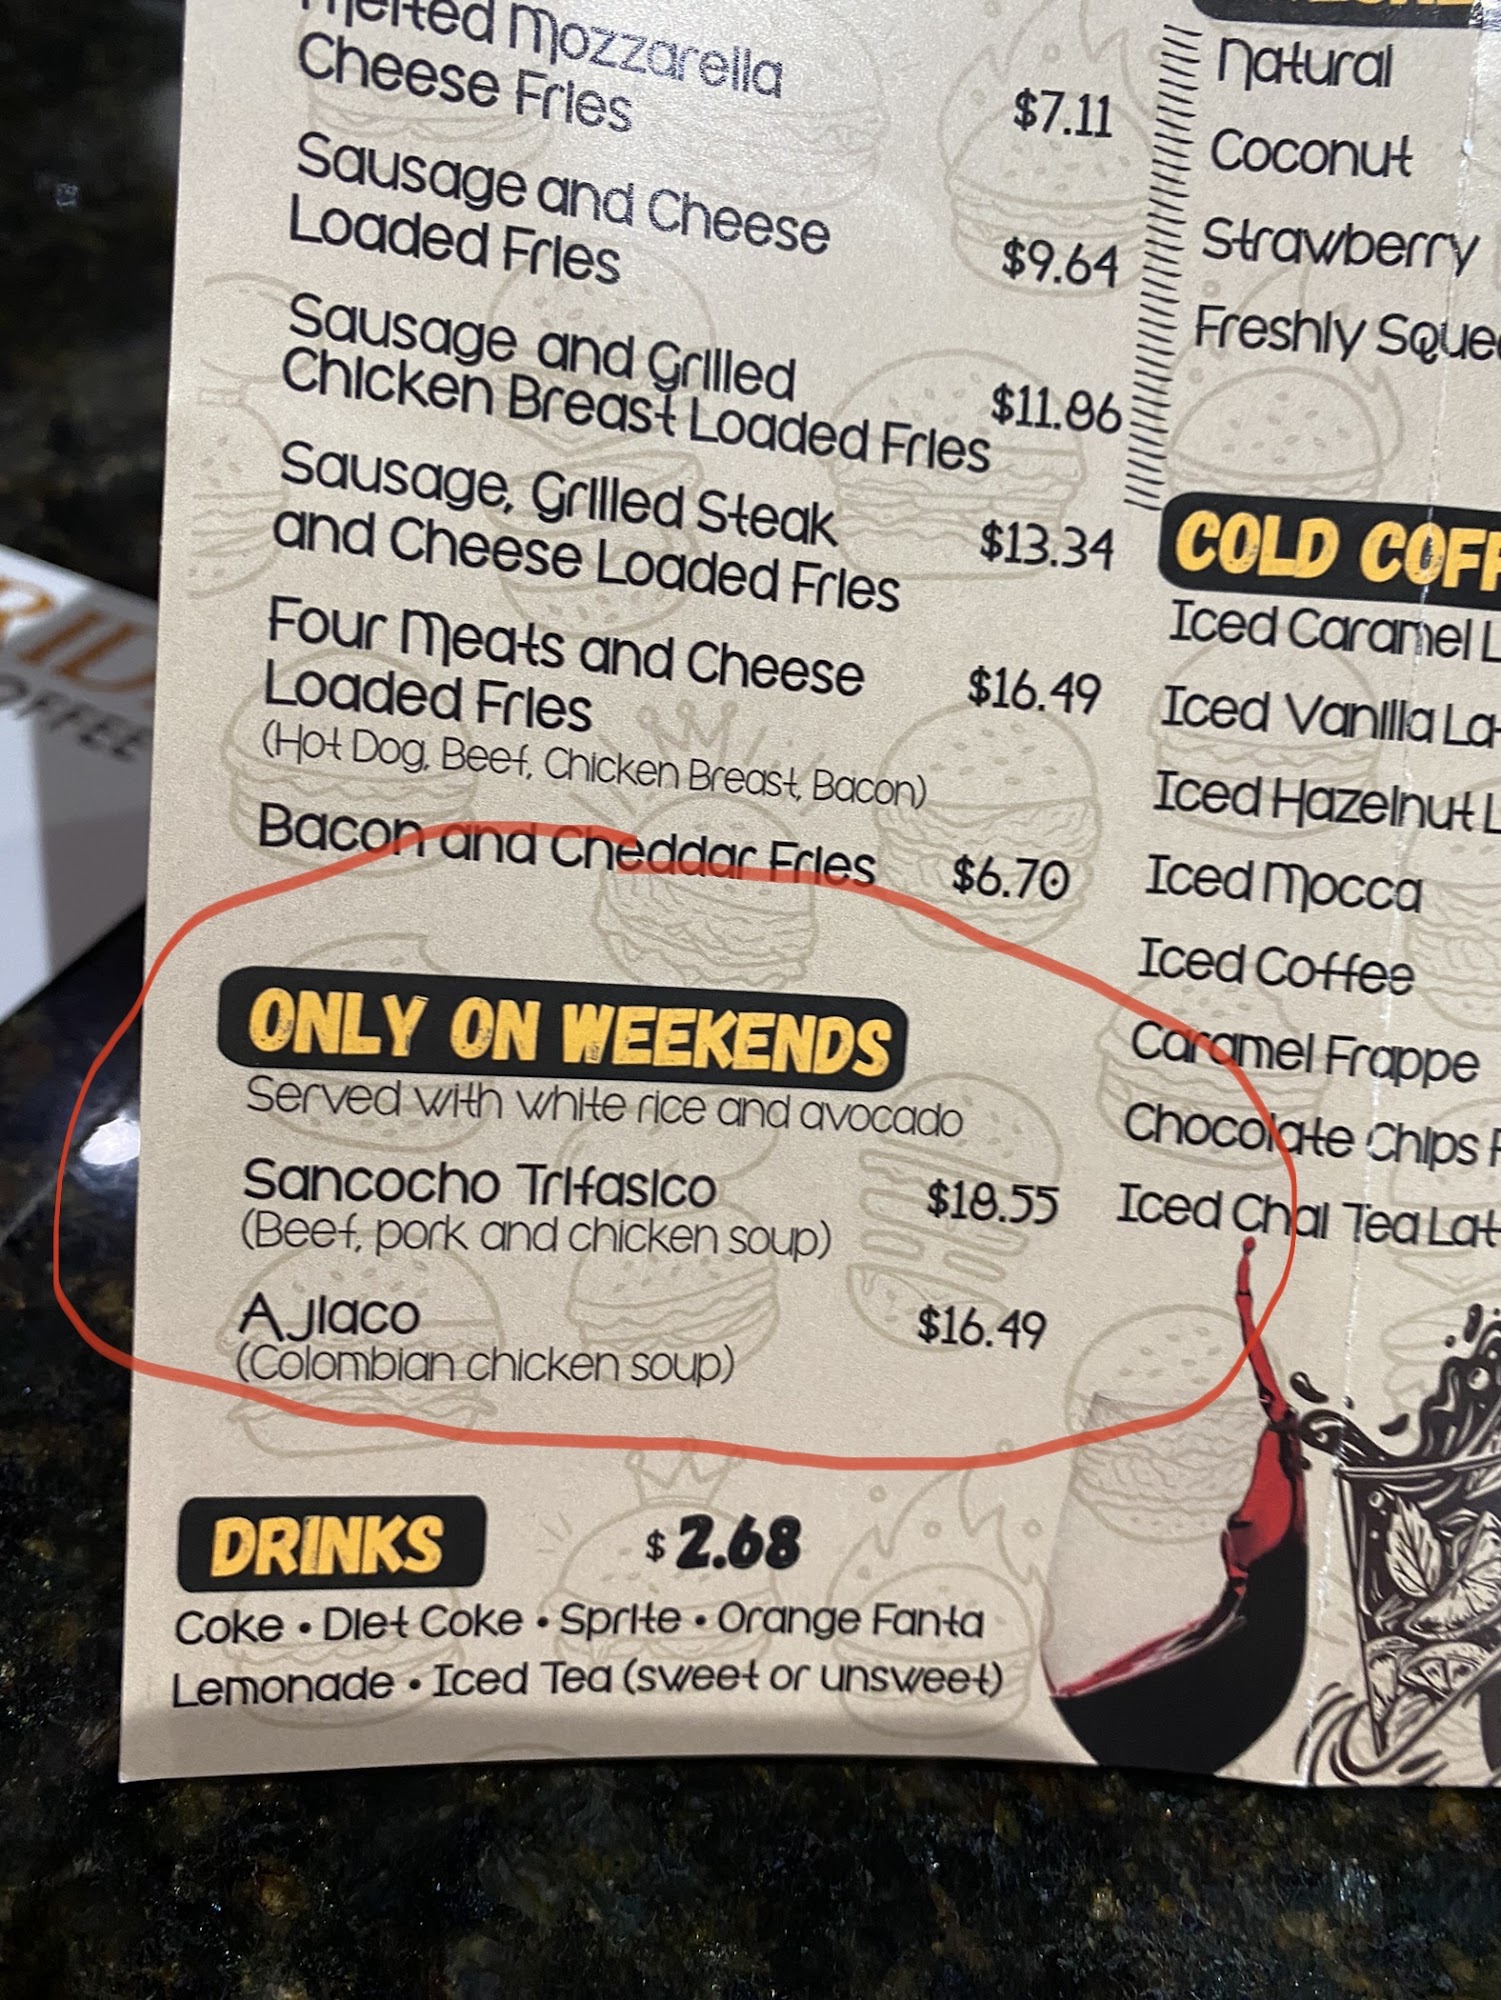 Melted Mozzarella
Cheese Fries $7.11
Sausage and Cheese
Loaded Fries $9.64
Sausage and Grilled
Chicken Breast Loaded Fries $11.86
Sausage, Grilled Steak
and Cheese Loaded Fries $13.34
Four Meats and Cheese
Loaded Fries $16.49
(Hot Dog, Beef, Chicken Breast, Bacon)
Bacon and Cheddar Fries $6.70
ONLY ON WEEKENDS
Served with white rice and avocado
Sancocho Trifasico $18.55
(Beef, pork and chicken soup)
Ajiaco $16.49
(Colombian chicken soup)
DRINKS $2.68
Coke • Diet Coke • Sprite • Orange Fanta
Lemonade • Iced Tea (sweet or unsweet)
Natural
Coconut
Strawberry
Freshly
COLD
Iced Caramel
Iced Vanilla
Iced Hazelnut
Iced Mocca
Iced Coffee
Caramel Frappe
Chocolate Chips
Iced Chai Tea
OFFEE